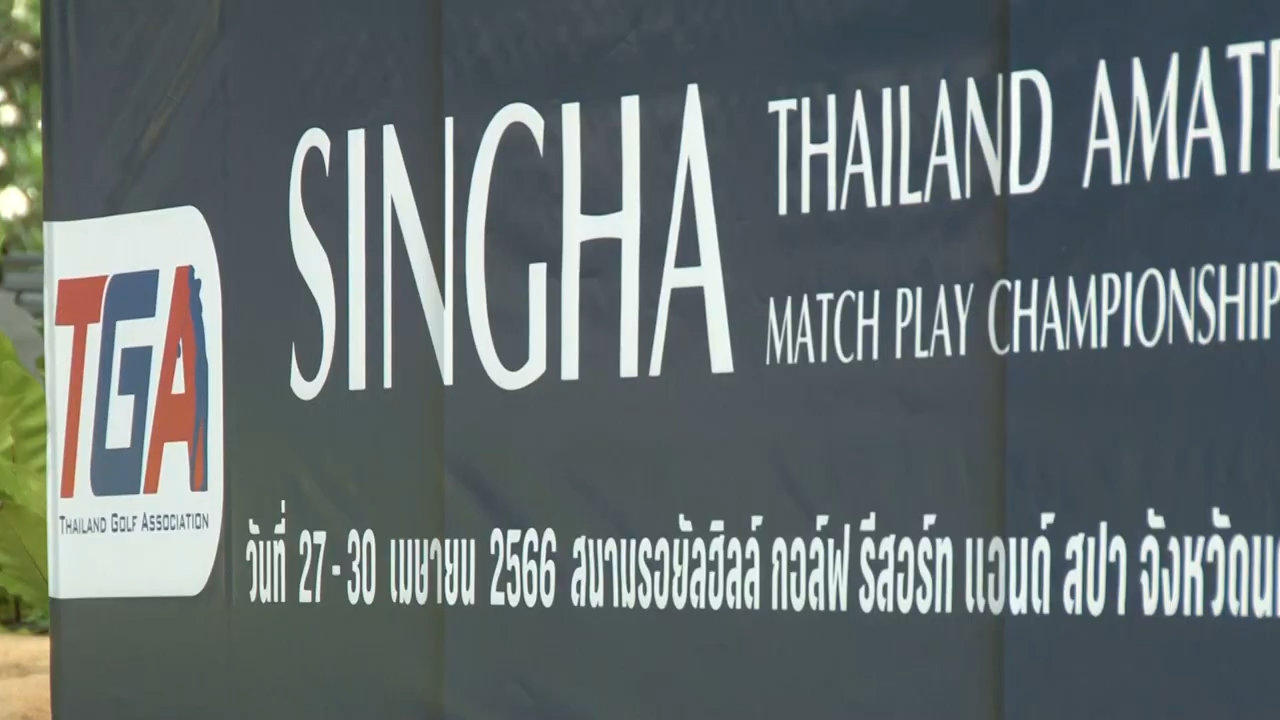 TGA
THAILAND GOLF ASSOCIATION
SINGHA
THAILAND
MATCH PLAY CHAMPIONSHIP
วันที่ 27-30 เมษายน 2566 สนามรอยัลฮิลล์ กอล์ฟ รีสอร์ท แอนด์ สปา